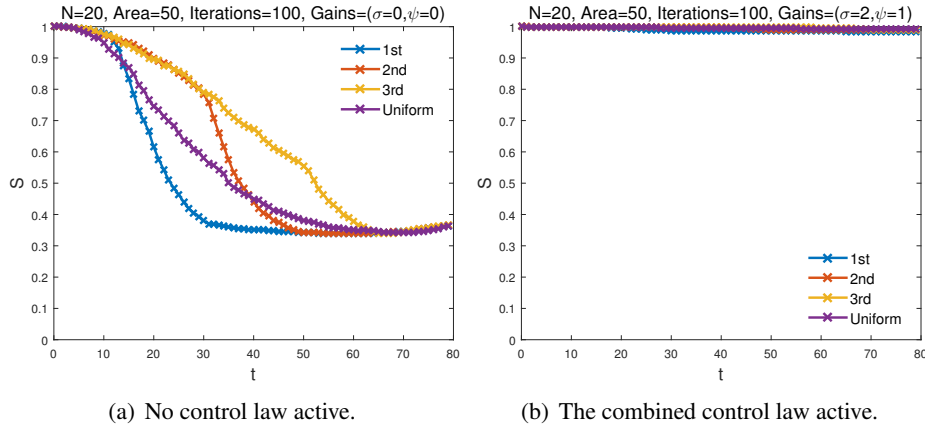 N=20, Area=50, Iterations=100, Gains=(σ=0,ψ=0)
1
0.9
0.8
0.7
0.6
0.5
0.4
0.3
0.2
0.1
0
S
0 10 20 30 40 50 60 70 80
t
1st
2nd
3rd
Uniform
(a) No control law active.
N=20, Area=50, Iterations=100, Gains=(σ=2,ψ=1)
1
0.9
0.8
0.7
0.6
0.5
0.4
0.3
0.2
0.1
0
S
0 10 20 30 40 50 60 70 80
t
1st
2nd
3rd
Uniform
(b) The combined control law active.